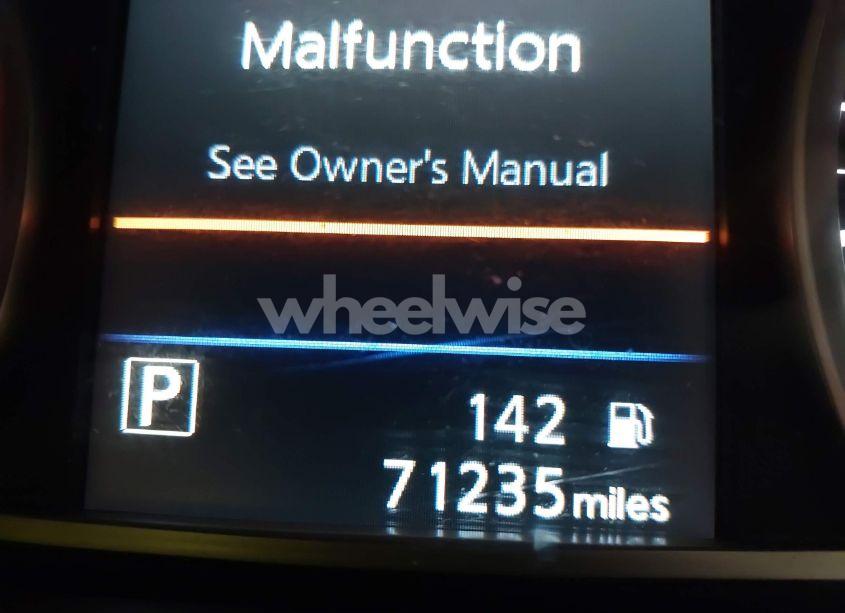 Malfunction
See Owner's Manual
wheelwise
P
142
71235 miles